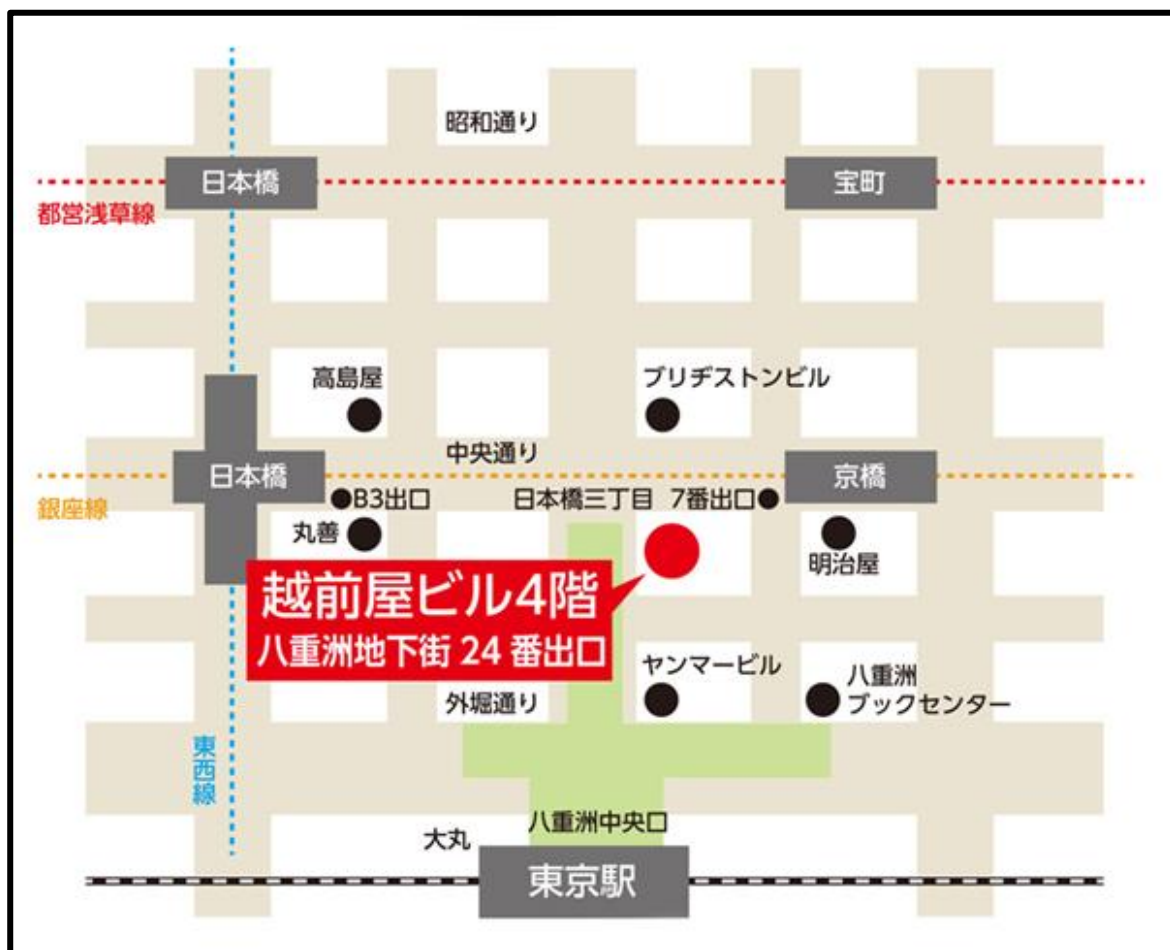 昭和通り
日本橋
宝町
都営浅草線
高島屋
ブリヂストンビル
中央通り
日本橋
京橋
銀座線
B3出口
日本橋三丁目 7番出口
丸善
明治屋
越前屋ビル4階
八重洲地下街 24 番出口
ヤンマービル
八重洲
ブックセンター
外堀通り
東西線
八重洲中央口
大丸
東京駅